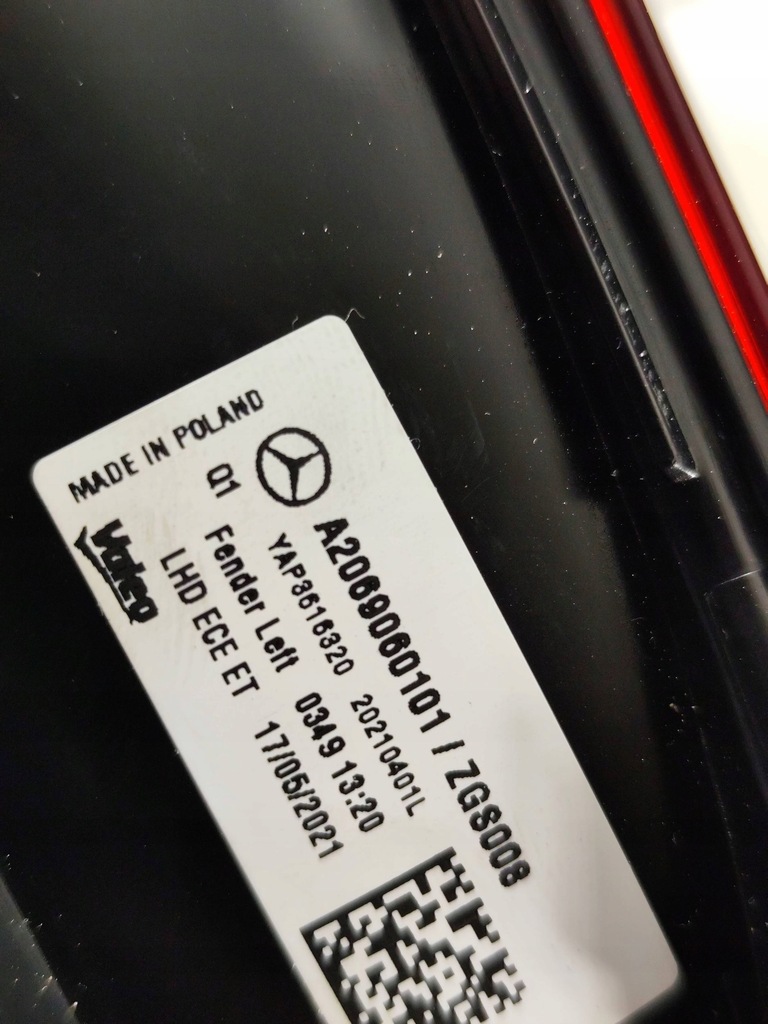 MADE IN POLAND
Valeo
Q1
A2069060101 / ZGS008
YAP3616320 20210401L
Fender Left 0349 13:20
LHD ECE ET 17/05/2021